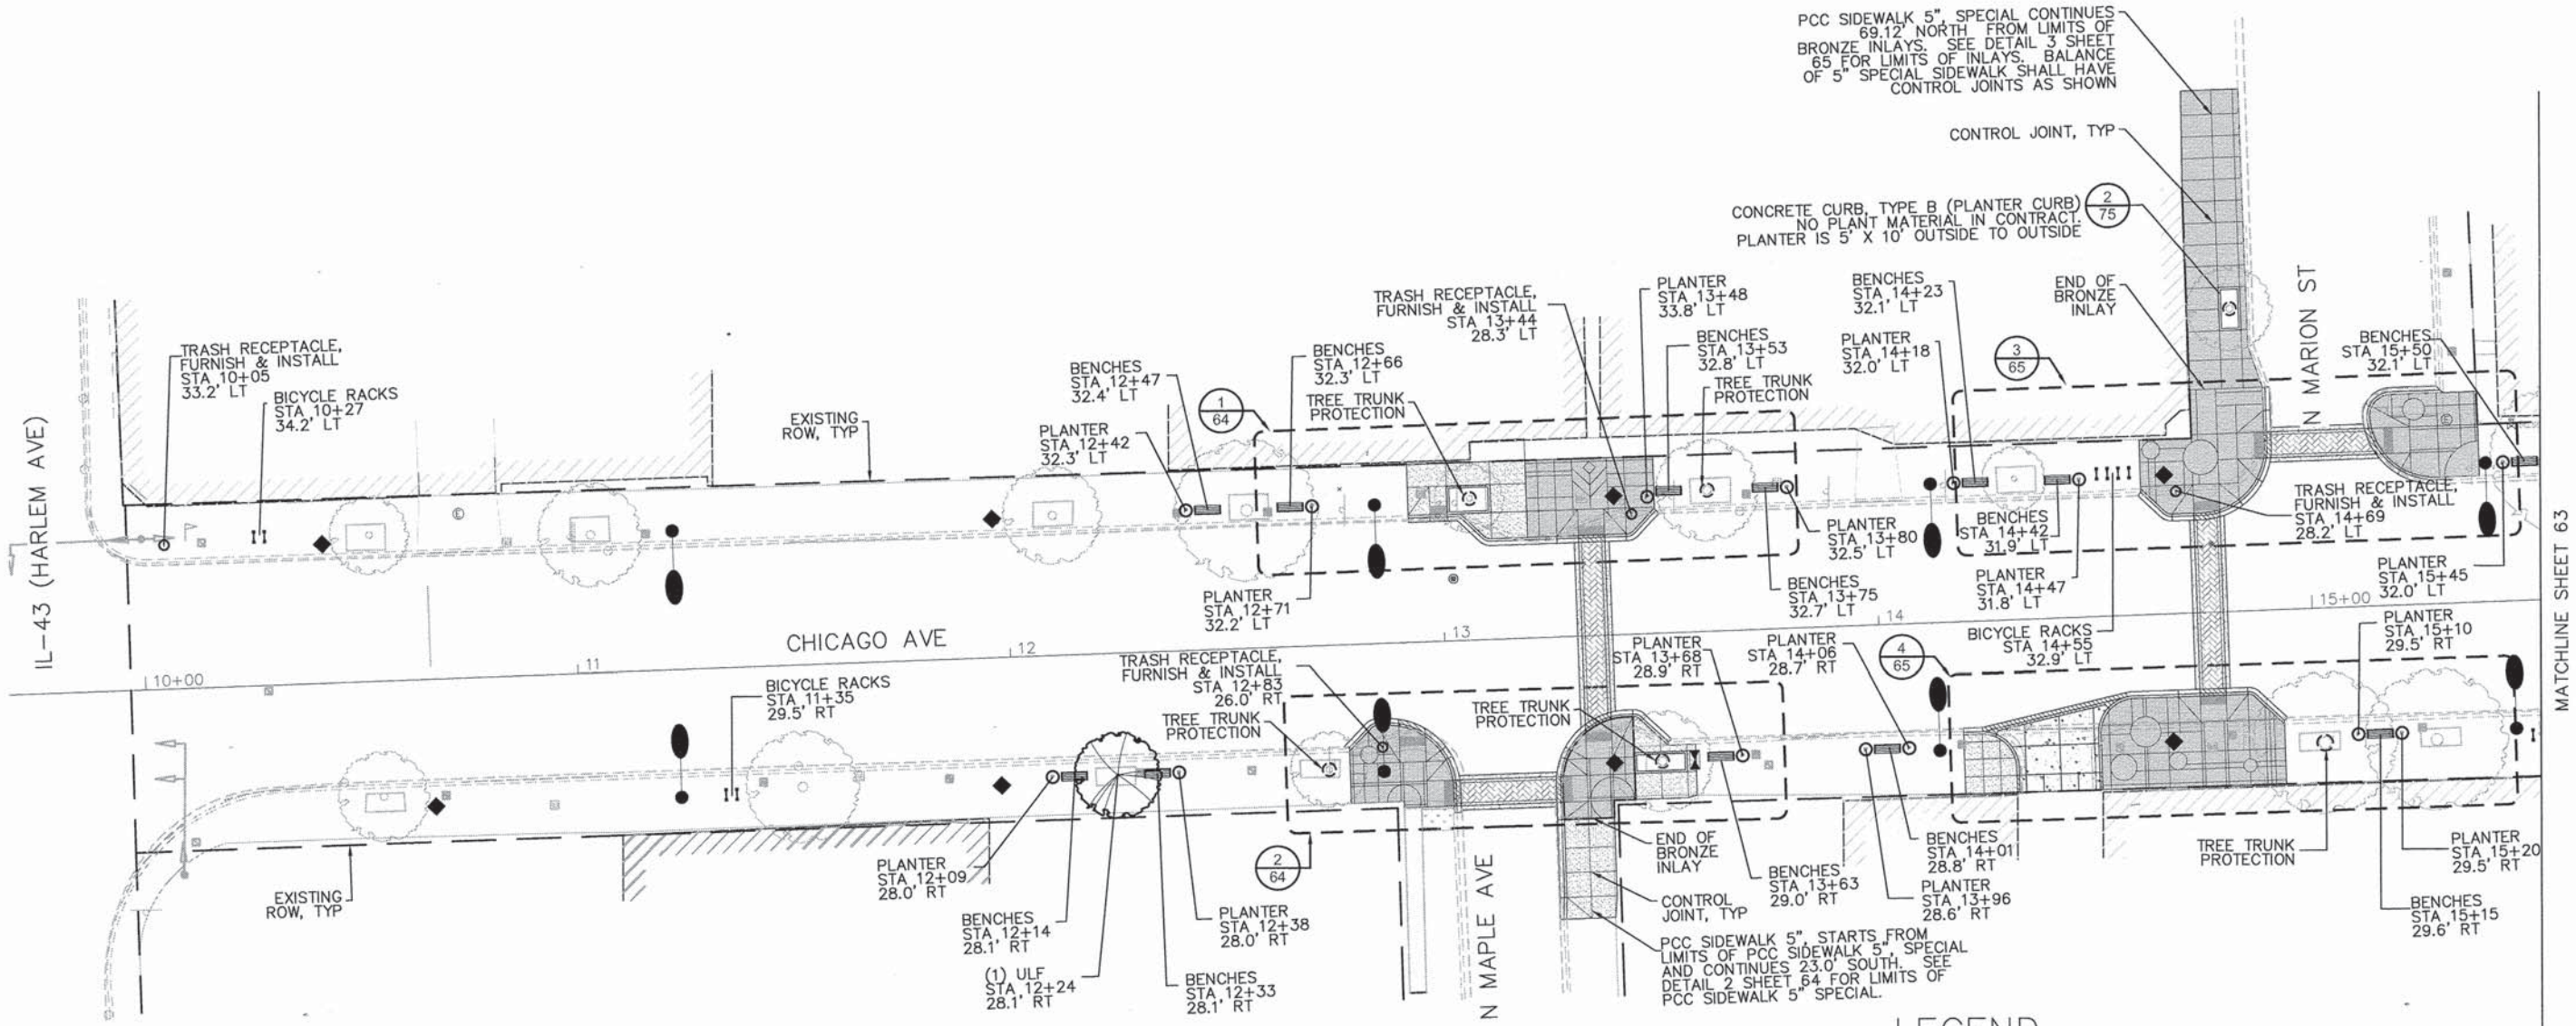 PCC SIDEWALK 5", SPECIAL CONTINUES
69.12' NORTH FROM LIMITS OF
BRONZE INLAYS. SEE DETAIL 3 SHEET
65 FOR LIMITS OF INLAYS. BALANCE
OF 5" SPECIAL SIDEWALK SHALL HAVE
CONTROL JOINTS AS SHOWN
CONTROL JOINT, TYP
CONCRETE CURB, TYPE B (PLANTER CURB)
NO PLANT MATERIAL IN CONTRACT.
PLANTER IS 5' X 10' OUTSIDE TO OUTSIDE
2
75
TRASH RECEPTACLE,
FURNISH & INSTALL
STA 10+05
33.2' LT
BICYCLE RACKS
STA 10+27
34.2' LT
EXISTING
ROW, TYP
BENCHES
STA 12+47
32.4' LT
PLANTER
STA 12+42
32.3' LT
1
64
BENCHES
STA 12+66
32.3' LT
TREE TRUNK
PROTECTION
TRASH RECEPTACLE,
FURNISH & INSTALL
STA 13+44
28.3' LT
PLANTER
STA 13+48
33.8' LT
BENCHES
STA 13+53
32.8' LT
TREE TRUNK
PROTECTION
BENCHES
STA 14+23
32.1' LT
PLANTER
STA 14+18
32.0' LT
3
65
END OF
BRONZE
INLAY
N MARION ST
BENCHES
STA 15+50
32.1' LT
PLANTER
STA 12+71
32.2' LT
PLANTER
STA 13+80
32.5' LT
BENCHES
STA 13+75
32.7' LT
BENCHES
STA 14+42
31.9' LT
PLANTER
STA 14+47
31.8' LT
BICYCLE RACKS
STA 14+55
32.9' LT
TRASH RECEPTACLE,
FURNISH & INSTALL
STA 14+69
28.2' LT
PLANTER
STA 15+45
32.0' LT
IL-43 (HARLEM AVE)
CHICAGO AVE
10+00
11
12
13
14
15+00
MATCHLINE SHEET 63
BICYCLE RACKS
STA 11+35
29.5' RT
TRASH RECEPTACLE,
FURNISH & INSTALL
STA 12+83
26.0' RT
TREE TRUNK
PROTECTION
TREE TRUNK
PROTECTION
PLANTER
STA 13+68
28.9' RT
PLANTER
STA 14+06
28.7' RT
4
65
PLANTER
STA 15+10
29.5' RT
EXISTING
ROW, TYP
PLANTER
STA 12+09
28.0' RT
BENCHES
STA 12+14
28.1' RT
(1) ULF
STA 12+24
28.1' RT
BENCHES
STA 12+33
28.1' RT
PLANTER
STA 12+38
28.0' RT
2
64
N MAPLE AVE
END OF
BRONZE
INLAY
CONTROL
JOINT, TYP
PCC SIDEWALK 5", STARTS FROM
LIMITS OF PCC SIDEWALK 5", SPECIAL
AND CONTINUES 23.0' SOUTH. SEE
DETAIL 2 SHEET 64 FOR LIMITS OF
PCC SIDEWALK 5" SPECIAL.
BENCHES
STA 13+63
29.0' RT
BENCHES
STA 14+01
28.8' RT
PLANTER
STA 13+96
28.6' RT
TREE TRUNK
PROTECTION
PLANTER
STA 15+20
29.5' RT
BENCHES
STA 15+15
29.6' RT
LEGEND